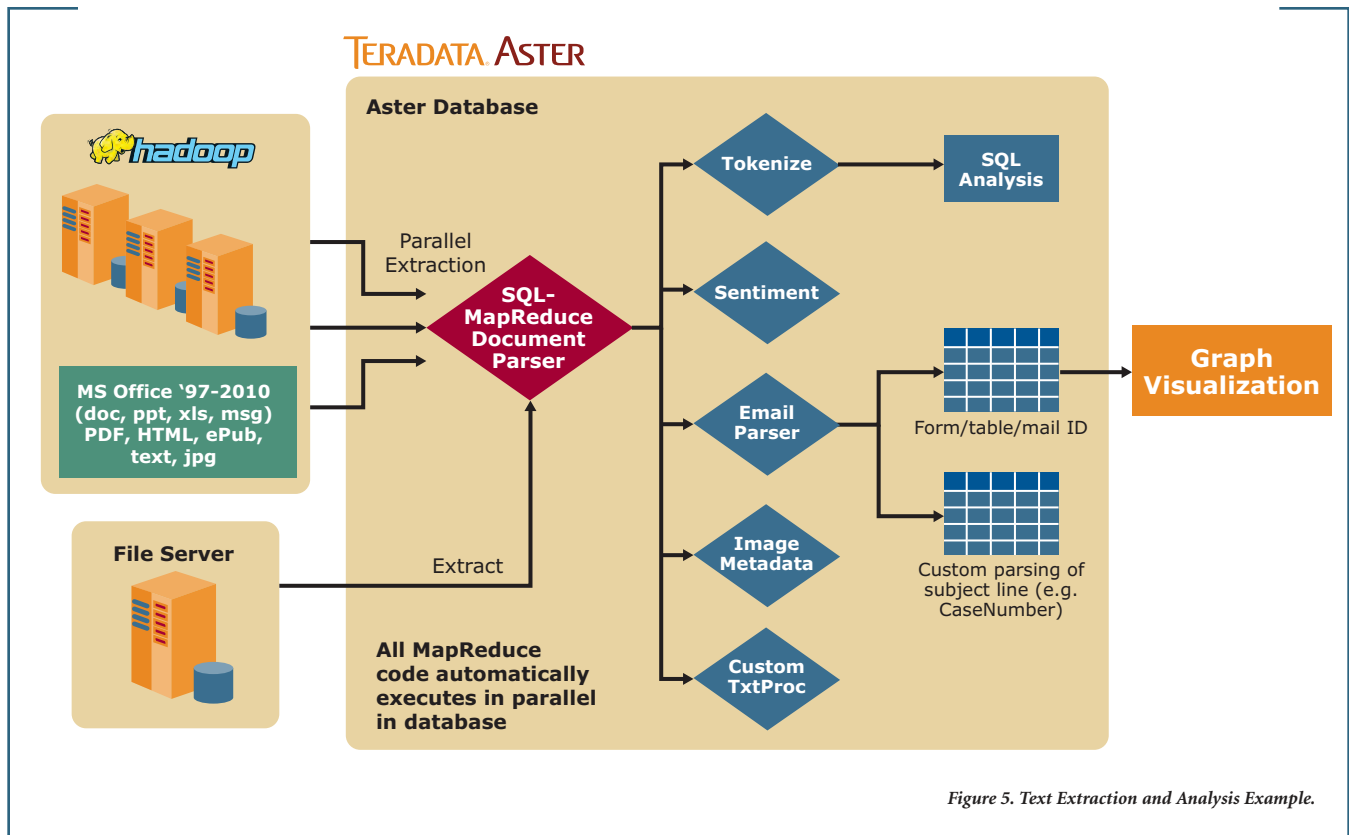 TERADATA ASTER
Aster Database
hadoop
MS Office ‘97-2010
(doc, ppt, xls, msg)
PDF, HTML, ePub,
text, jpg
File Server
Parallel
Extraction
Extract
SQL-
MapReduce
Document
Parser
All MapReduce
code automatically
executes in parallel
in database
Tokenize
Sentiment
Email
Parser
Image
Metadata
Custom
TxtProc
SQL
Analysis
Form/table/mail ID
Custom parsing of
subject line (e.g.
CaseNumber)
Graph
Visualization
Figure 5. Text Extraction and Analysis Example.